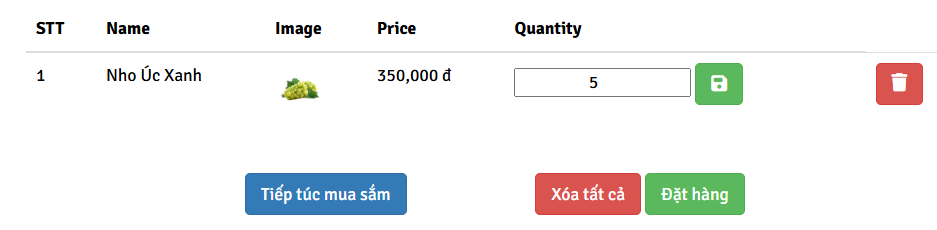 STT Name Image Price Quantity
1 Nho Úc Xanh 350,000 đ 5
Tiếp túc mua sắm Xóa tất cả Đặt hàng